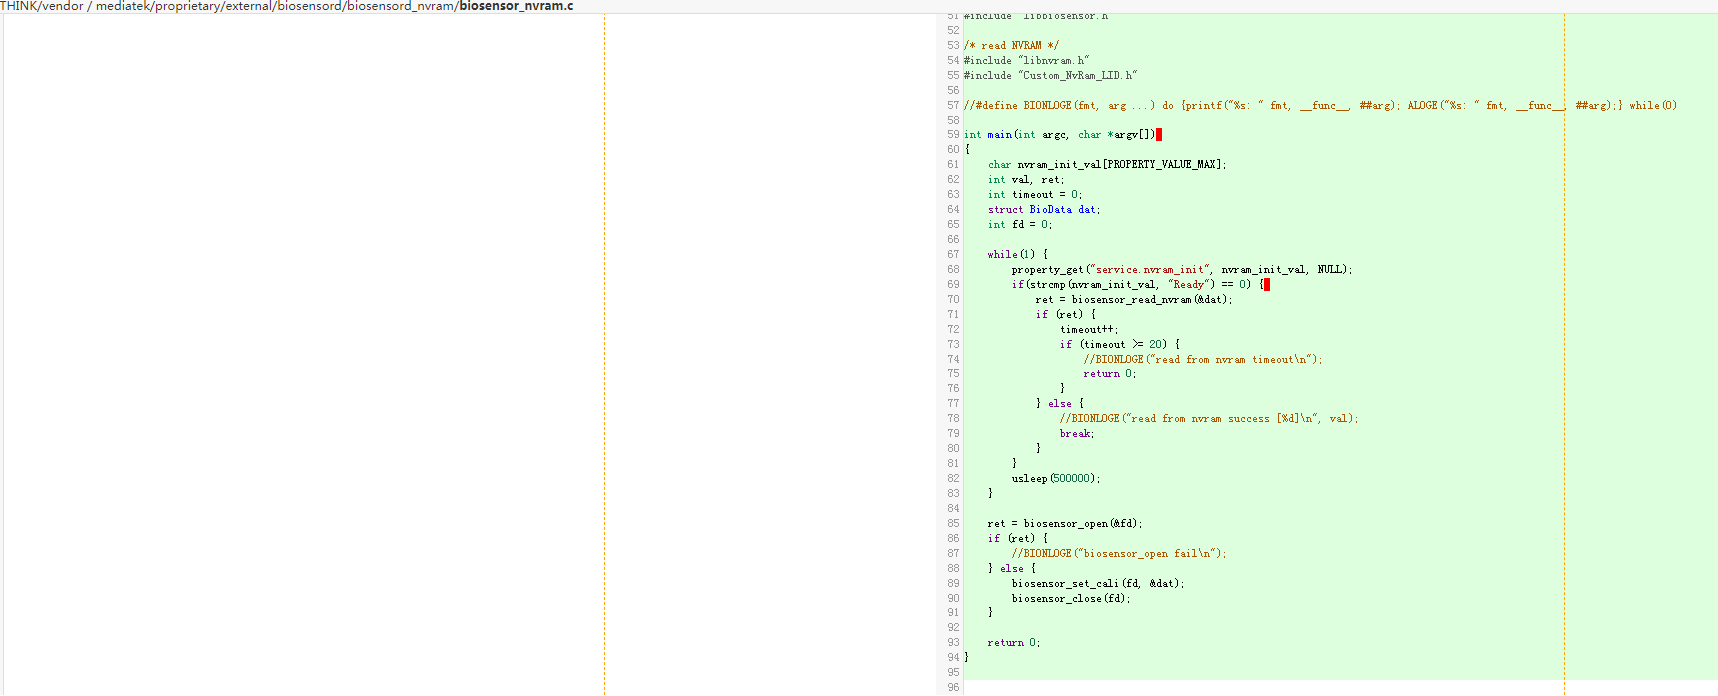 THINK/vendor / mediatek/proprietary/external/biosensord/biosensord_nvram/biosensor_nvram.c
51 #include "libbiosensor.h"
52
53 /* read NVRAM */
54 #include "libnvram.h"
55 #include "Custom_NvRam_LID.h"
56
57 //#define BIONLOGE(fmt, arg ...) do {printf("%s: " fmt, __func__, ##arg); ALOGE("%s: " fmt, __func__, ##arg);} while(0)
58
59 int main(int argc, char *argv[])
60 {
61     char nvram_init_val[PROPERTY_VALUE_MAX];
62     int val, ret;
63     int timeout = 0;
64     struct BioData dat;
65     int fd = 0;
66
67     while(1) {
68         property_get("service.nvram_init", nvram_init_val, NULL);
69         if(strcmp(nvram_init_val, "Ready") == 0) {
70             ret = biosensor_read_nvram(&dat);
71             if (ret) {
72                 timeout++;
73                 if (timeout >= 20) {
74                     //BIONLOGE("read from nvram timeout\n");
75                     return 0;
76                 }
77             } else {
78                 //BIONLOGE("read from nvram success [%d]\n", val);
79                 break;
80             }
81         }
82         usleep(500000);
83     }
84
85     ret = biosensor_open(&fd);
86     if (ret) {
87         //BIONLOGE("biosensor_open fail\n");
88     } else {
89         biosensor_set_cali(fd, &dat);
90         biosensor_close(fd);
91     }
92
93     return 0;
94 }
95
96